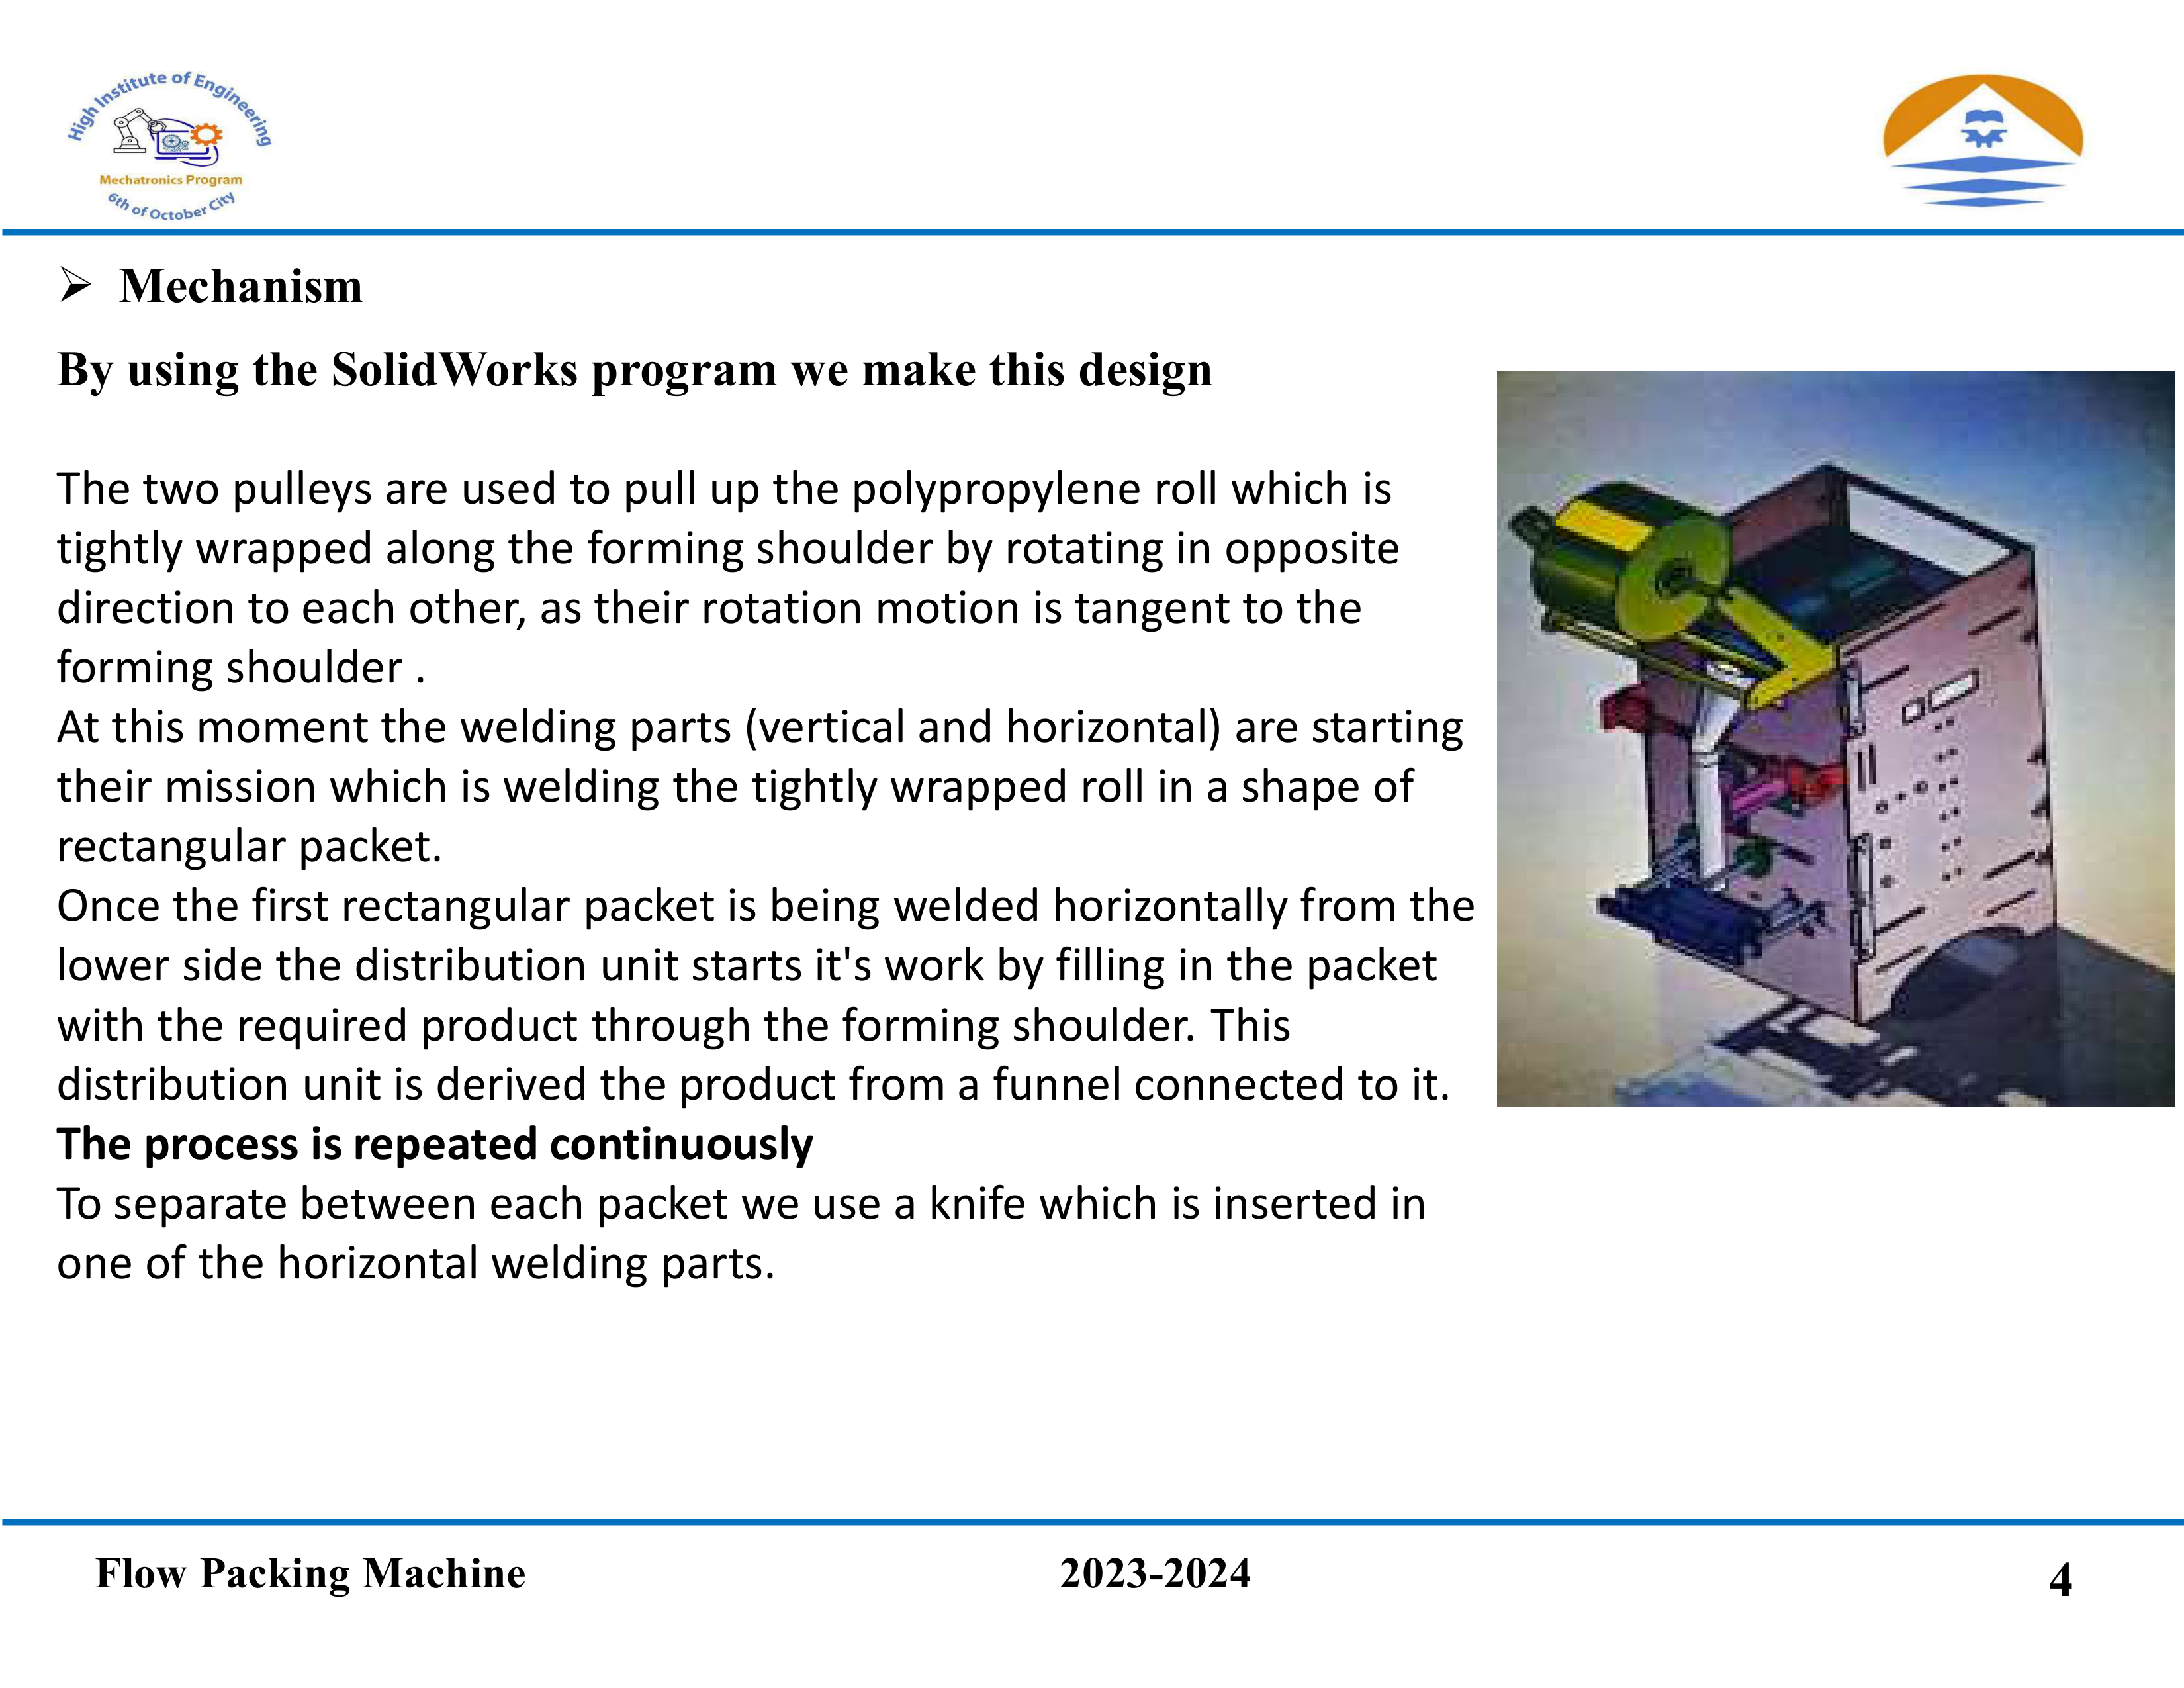 High Institute of Engineering
Mechatronics Program
6th of October City
Mechanism
By using the SolidWorks program we make this design
The two pulleys are used to pull up the polypropylene roll which is
tightly wrapped along the forming shoulder by rotating in opposite
direction to each other, as their rotation motion is tangent to the
forming shoulder .
At this moment the welding parts (vertical and horizontal) are starting
their mission which is welding the tightly wrapped roll in a shape of
rectangular packet.
Once the first rectangular packet is being welded horizontally from the
lower side the distribution unit starts it's work by filling in the packet
with the required product through the forming shoulder. This
distribution unit is derived the product from a funnel connected to it.
The process is repeated continuously
To separate between each packet we use a knife which is inserted in
one of the horizontal welding parts.
Flow Packing Machine
2023-2024
4